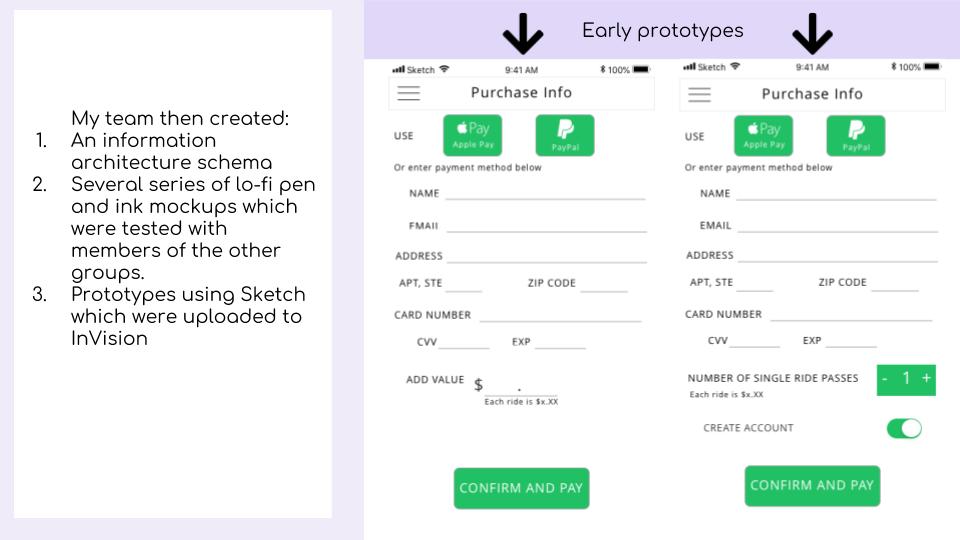 My team then created:
1. An information
architecture schema
2. Several series of lo-fi pen
and ink mockups which
were tested with
members of the other
groups.
3. Prototypes using Sketch
which were uploaded to
InVision
Early prototypes
Sketch 9:41 AM 100%
Purchase Info
USE
Pay
Apple Pay
PayPal
Or enter payment method below
NAME
FMAII
ADDRESS
APT, STE ZIP CODE
CARD NUMBER
CVV EXP
ADD VALUE $ .
Each ride is $x.XX
CONFIRM AND PAY
Sketch 9:41 AM 100%
Purchase Info
USE
Pay
Apple Pay
PayPal
Or enter payment method below
NAME
EMAIL
ADDRESS
APT, STE ZIP CODE
CARD NUMBER
CVV EXP
NUMBER OF SINGLE RIDE PASSES - 1 +
Each ride is $x.XX
CREATE ACCOUNT
CONFIRM AND PAY